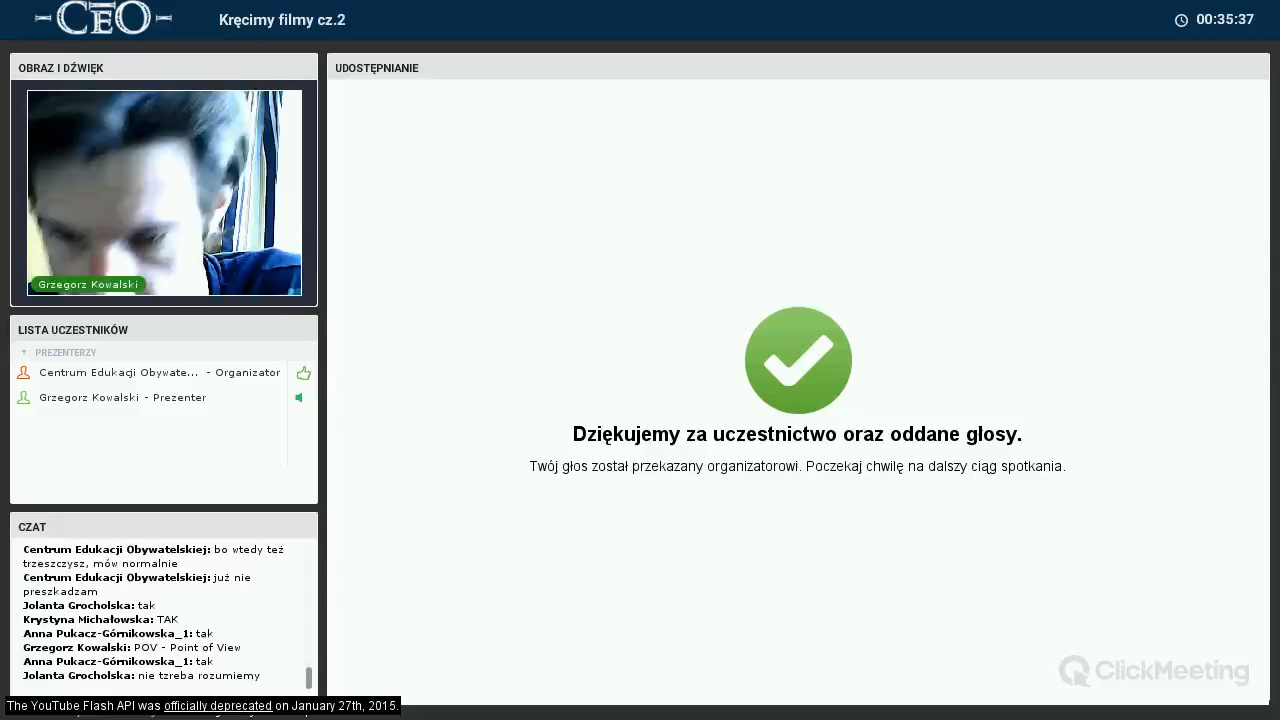 CEO
Kręcimy filmy cz.2
00:35:37
OBRAZ I DŹWIĘK
UDOSTĘPNIANIE
Grzegorz Kowalski
LISTA UCZESTNIKÓW
PREZENTERZY
Centrum Edukacji Obywate... - Organizator
Grzegorz Kowalski - Prezenter
Dziękujemy za uczestnictwo oraz oddane głosy.
Twój głos został przekazany organizatorowi. Poczekaj chwilę na dalszy ciąg spotkania.
CZAT
Centrum Edukacji Obywatelskiej: bo wtedy też
trzeszczysz, mów normalnie
Centrum Edukacji Obywatelskiej: już nie
preszkadzam
Jolanta Grocholska: tak
Krystyna Michałowska: TAK
Anna Pukacz-Górnikowska_1: tak
Grzegorz Kowalski: POV - Point of View
Anna Pukacz-Górnikowska_1: tak
Jolanta Grocholska: nie tzreba rozumiemy
ClickMeeting
The YouTube Flash API was officially deprecated on January 27th, 2015.